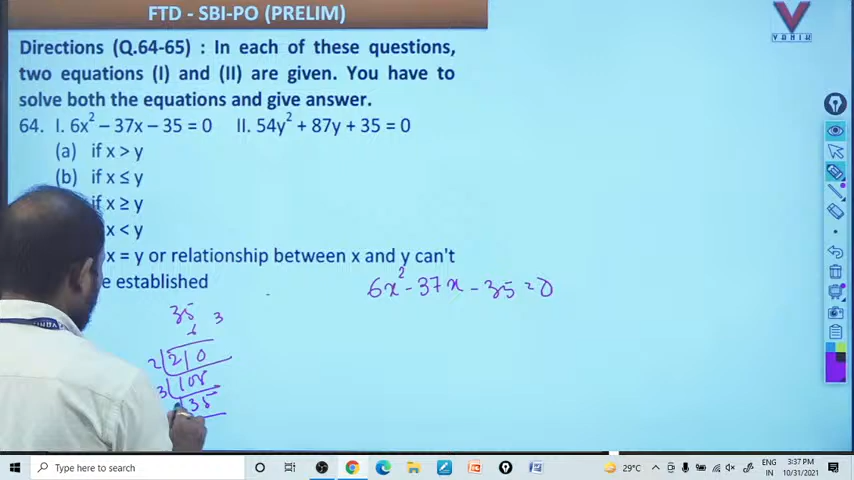 FTD - SBI-PO (PRELIM)
VANIK
Directions (Q.64-65) : In each of these questions,
two equations (I) and (II) are given. You have to
solve both the equations and give answer.
64. I. 6x² – 37x – 35 = 0 II. 54y² + 87y + 35 = 0
(a) if x > y
(b) if x ≤ y
if x ≥ y
x < y
x = y or relationship between x and y can't
e established
6x² - 37x - 35 = 0
35
6 3
2 210
3 105
35
Type here to search
29°C
ENG
IN
3:37 PM
10/31/2021